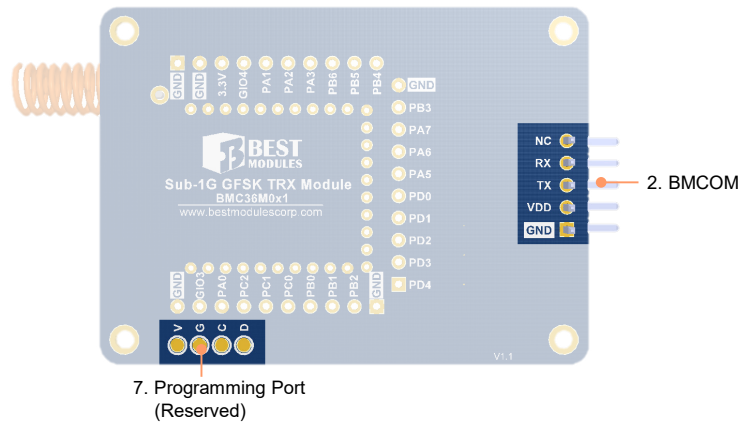 GND
GND
3.3V
GIO4
PA1
PA2
PA3
PB6
PB5
PB4
GND
PB3
PA7
PA6
PA5
PD0
PD1
PD2
PD3
PD4
BEST
MODULES
Sub-1G GFSK TRX Module
BMC36M0x1
www.bestmodulescorp.com
NC
RX
TX
VDD
GND
2. BMCOM
GND
GIO3
PA0
PC2
PC1
PC0
PB0
PB1
PB2
GND
V
G
C
D
V1.1
7. Programming Port
(Reserved)